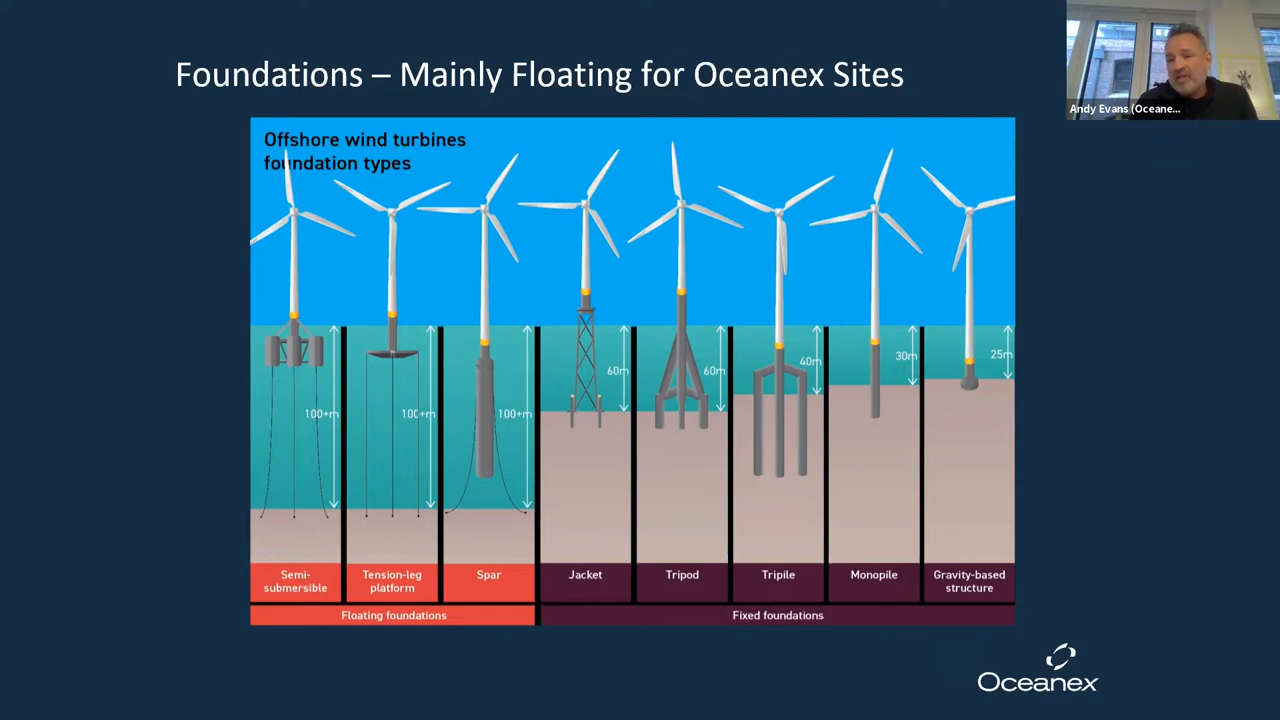 Foundations – Mainly Floating for Oceanex Sites
Andy Evans (Oceane...
Offshore wind turbines
foundation types
100+m
100+m
100+m
60m
60m
40m
30m
25m
Semi-
submersible
Tension-leg
platform
Spar
Jacket
Tripod
Tripile
Monopile
Gravity-based
structure
Floating foundations
Fixed foundations
Oceanex